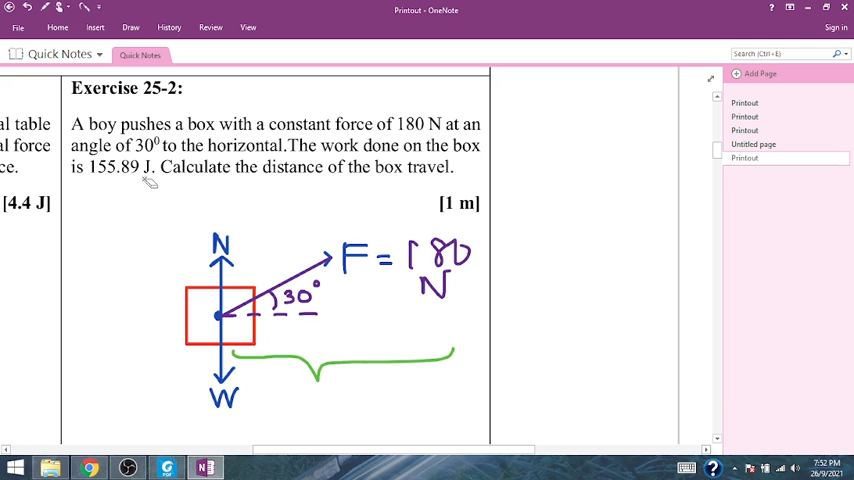 Printout - OneNote
File Home Insert Draw History Review View Sign in
Quick Notes Quick Notes Search (Ctrl+E)
Add Page
Printout
Printout
Printout
Untitled page
Printout
al table
al force
ce.
[4.4 J]
Exercise 25-2:
A boy pushes a box with a constant force of 180 N at an
angle of 30⁰ to the horizontal.The work done on the box
is 155.89 J. Calculate the distance of the box travel.
[1 m]
N
F = 180
N
30°
W
7:52 PM
26/9/2021